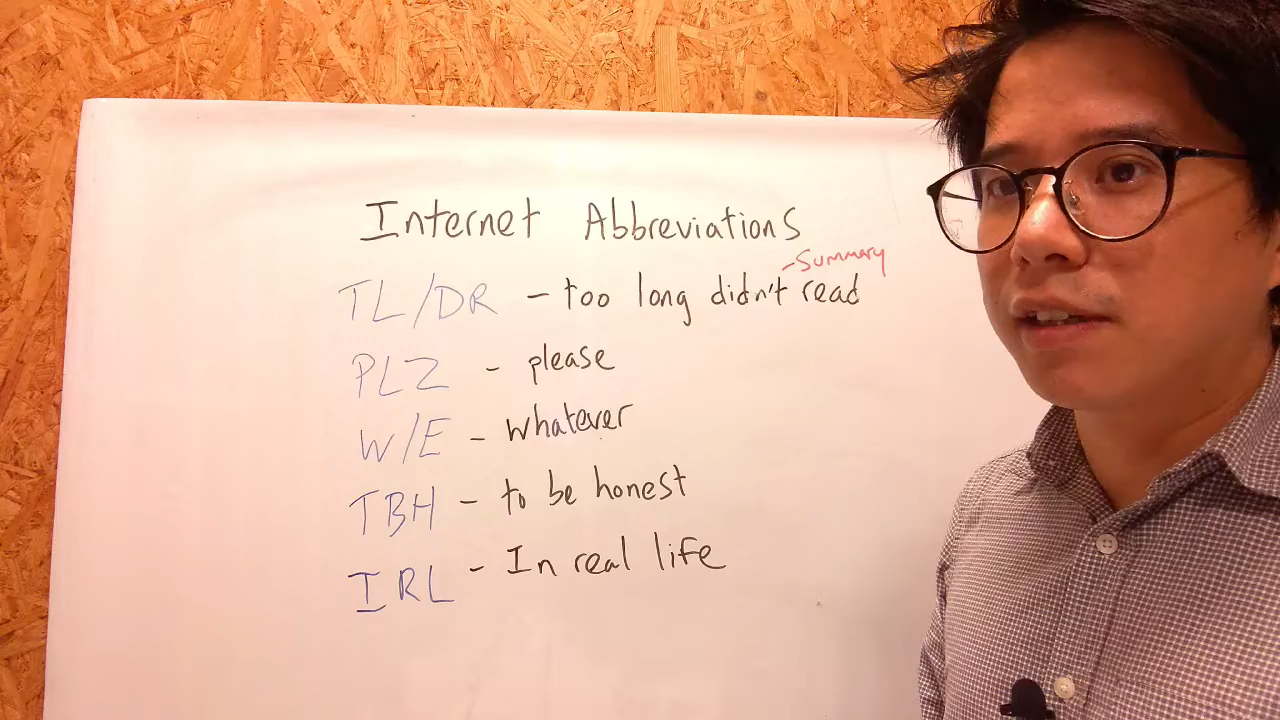 Internet Abbreviations
- Summary
TL/DR - too long didn't read
PLZ - please
W/E - whatever
TBH - to be honest
IRL - In real life